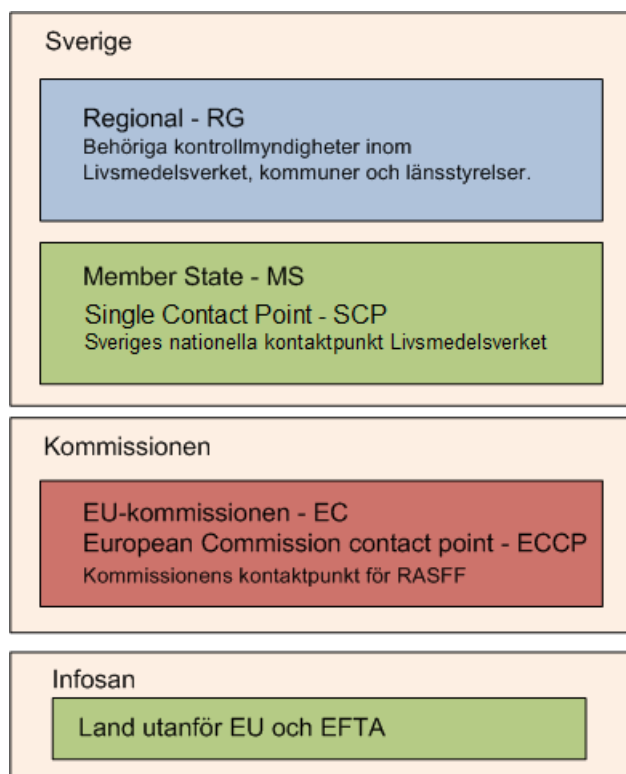 Sverige
Regional - RG
Behöriga kontrollmyndigheter inom
Livsmedelsverket, kommuner och länsstyrelser.
Member State - MS
Single Contact Point - SCP
Sveriges nationella kontaktpunkt Livsmedelsverket
Kommissionen
EU-kommissionen - EC
European Commission contact point - ECCP
Kommissionens kontaktpunkt för RASFF
Infosan
Land utanför EU och EFTA